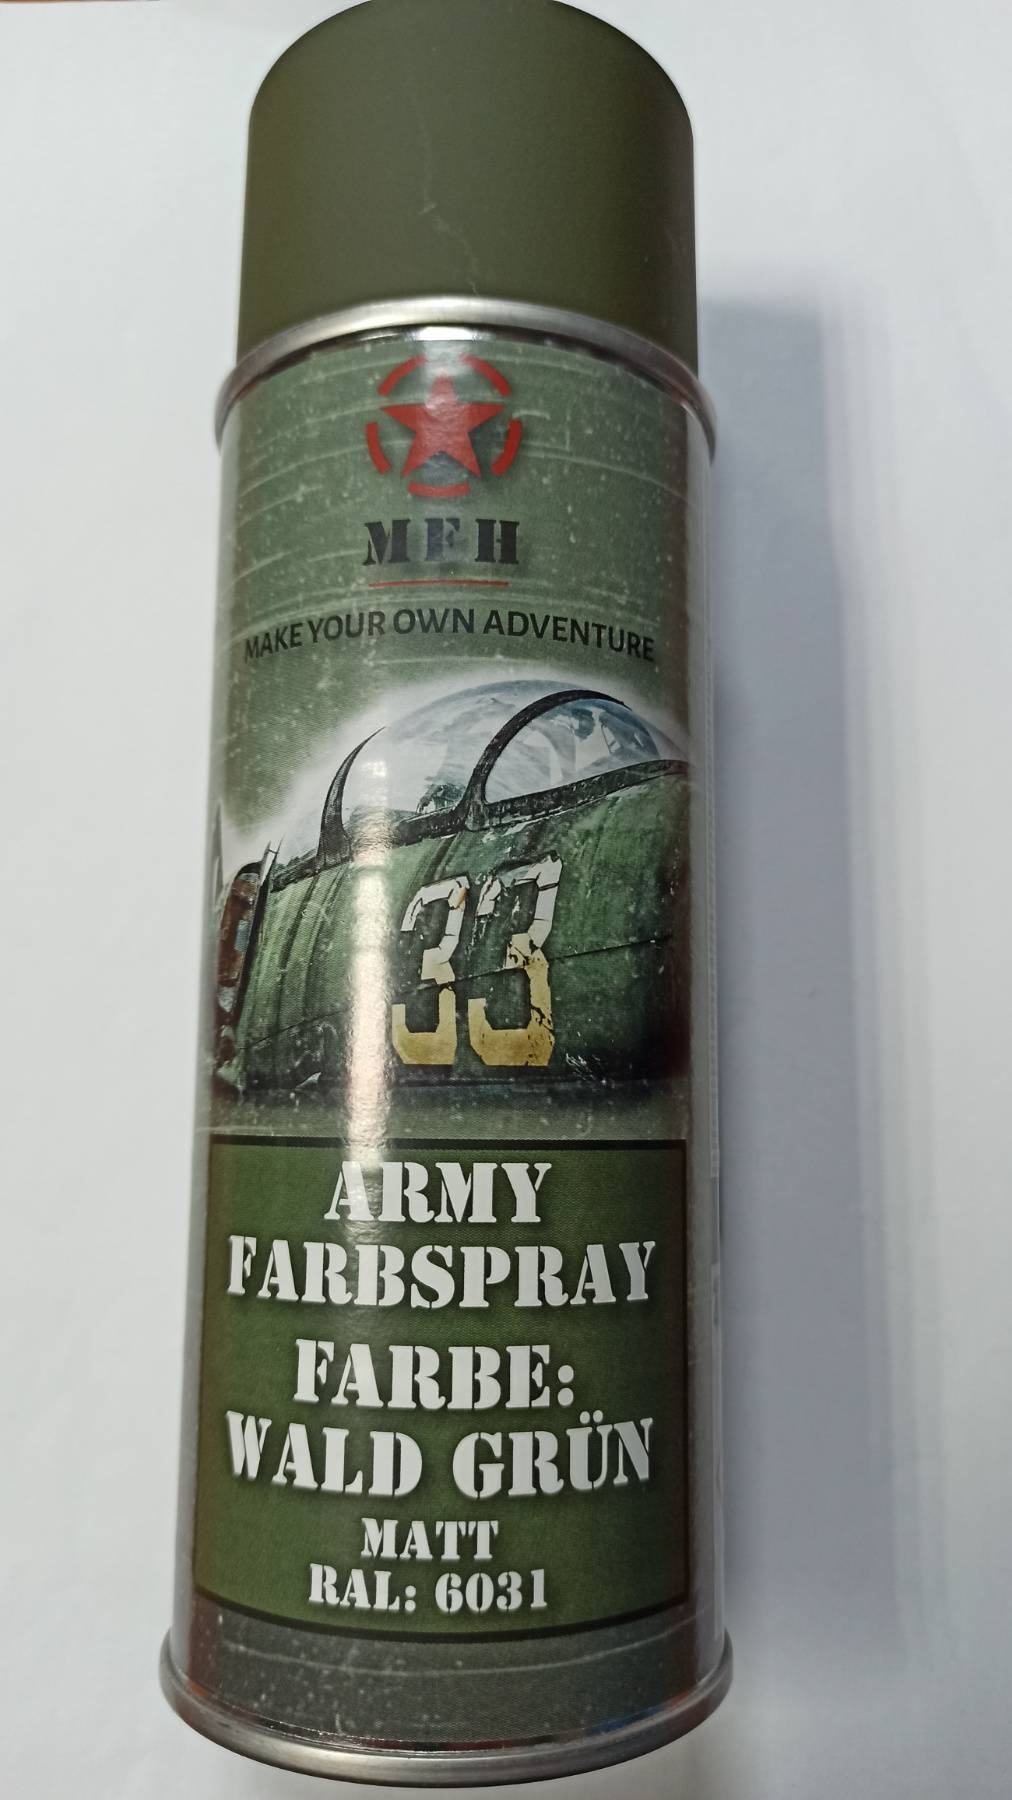 MFH
MAKE YOUR OWN ADVENTURE
33
ARMY
FARBSPRAY
FARBE:
WALD GRÜN
MATT
RAL: 6031